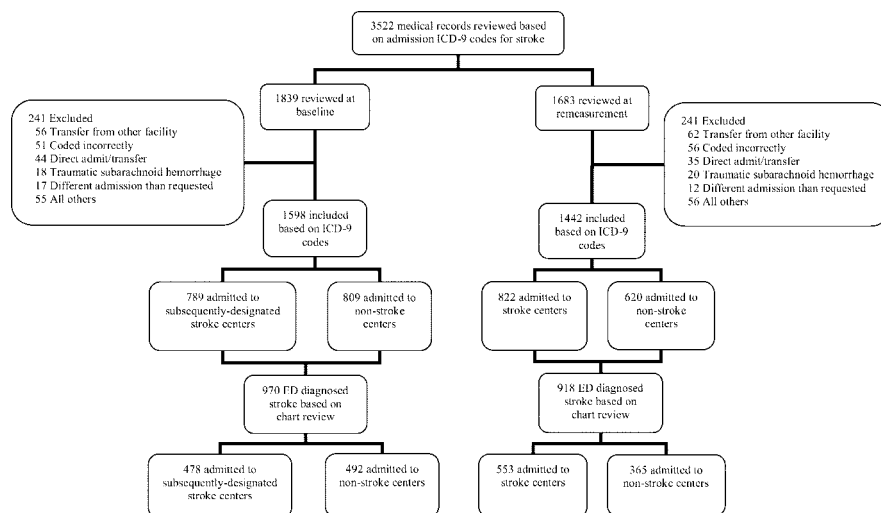 3522 medical records reviewed based
on admission ICD-9 codes for stroke
1839 reviewed at
baseline
1683 reviewed at
remeasurement
241 Excluded
56 Transfer from other facility
51 Coded incorrectly
44 Direct admit/transfer
18 Traumatic subarachnoid hemorrhage
17 Different admission than requested
55 All others
241 Excluded
62 Transfer from other facility
56 Coded incorrectly
35 Direct admit/transfer
20 Traumatic subarachnoid hemorrhage
12 Different admission than requested
56 All others
1598 included
based on ICD-9
codes
1442 included
based on ICD-9
codes
789 admitted to
subsequently-designated
stroke centers
809 admitted to
non-stroke
centers
822 admitted to
stroke centers
620 admitted to
non-stroke
centers
970 ED diagnosed
stroke based on
chart review
918 ED diagnosed
stroke based on
chart review
478 admitted to
subsequently-designated
stroke centers
492 admitted to
non-stroke centers
553 admitted to
stroke centers
365 admitted to
non-stroke centers